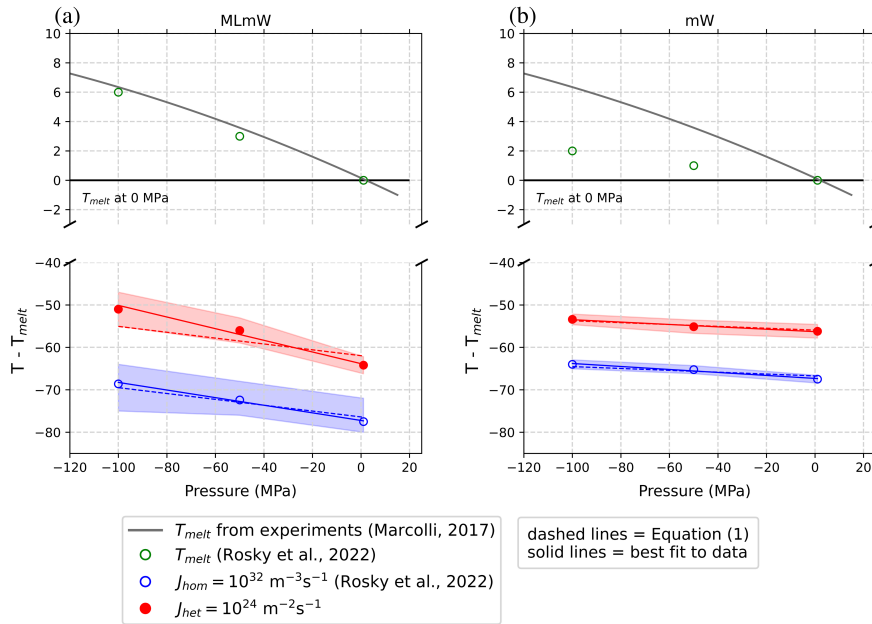 (a)
MLmW
10
8
6
4
2
0
−2
T_melt at 0 MPa
−40
−50
−60
−70
−80
T - T_melt
−120 −100 −80 −60 −40 −20 0 20
Pressure (MPa)
(b)
mW
10
8
6
4
2
0
−2
T_melt at 0 MPa
−40
−50
−60
−70
−80
−120 −100 −80 −60 −40 −20 0 20
Pressure (MPa)
T_melt from experiments (Marcolli, 2017)
T_melt (Rosky et al., 2022)
J_hom = 10^32 m^−3s^−1 (Rosky et al., 2022)
J_het = 10^24 m^−2s^−1
dashed lines = Equation (1)
solid lines = best fit to data